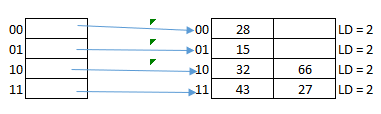 00 00 28 LD = 2
01 01 15 LD = 2
10 10 32 66 LD = 2
11 11 43 27 LD = 2